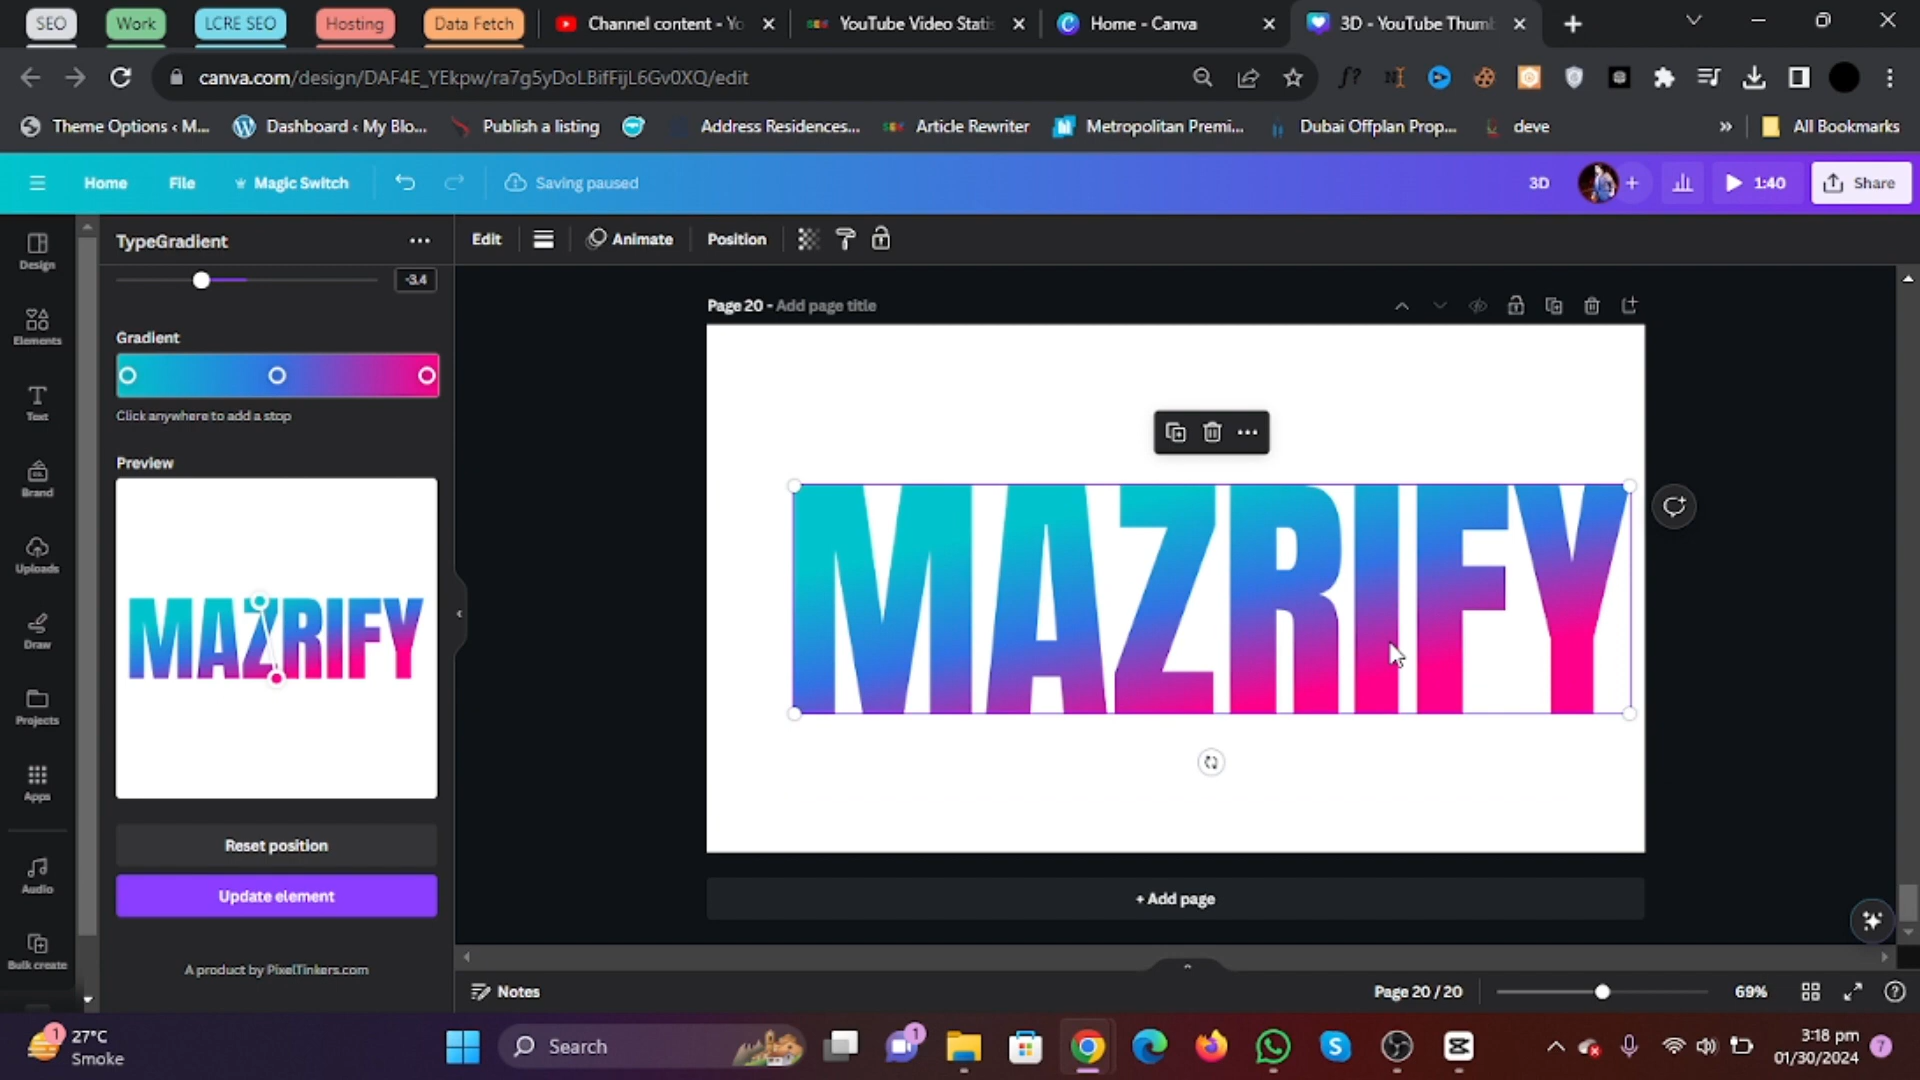 SEO
Work
LCRE SEO
Hosting
Data Fetch
Channel content - Yo
YouTube Video Statis
Home - Canva
3D - YouTube Thumb
canva.com/design/DAF4E_YEkpw/ra7g5yDoLBifFijL6Gv0XQ/edit
Theme Options ‹ M...
Dashboard ‹ My Blo...
Publish a listing
Address Residences...
Article Rewriter
Metropolitan Premi...
Dubai Offplan Prop...
deve
All Bookmarks
Home
File
Magic Switch
Saving paused
3D
1:40
Share
Design
Elements
Text
Brand
Uploads
Draw
Projects
Apps
Audio
Bulk create
TypeGradient
-3.4
Gradient
Click anywhere to add a stop
Preview
MAZRIFY
Reset position
Update element
A product by PixelTinkers.com
Edit
Animate
Position
Page 20 - Add page title
MAZRIFY
+ Add page
Notes
Page 20 / 20
69%
1
27°C
Smoke
Search
1
3:18 pm
01/30/2024
7